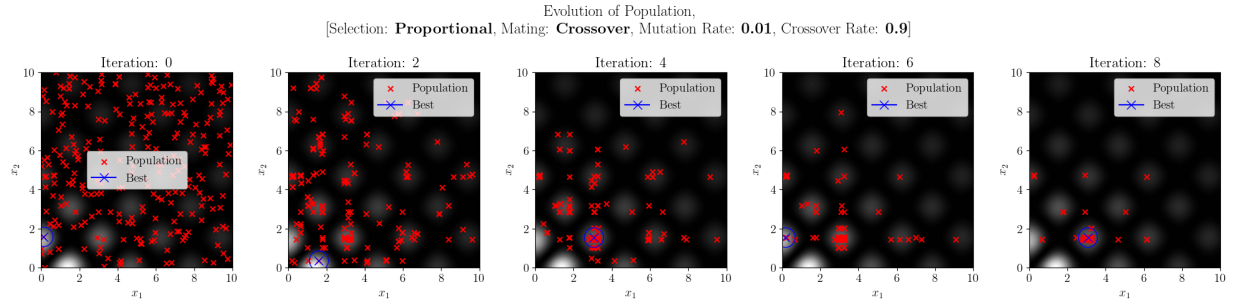 Evolution of Population,
[Selection: Proportional, Mating: Crossover, Mutation Rate: 0.01, Crossover Rate: 0.9]
Iteration: 0
10
8
6
4
2
0
x₂
0 2 4 6 8 10
x₁
Population
Best
Iteration: 2
10
8
6
4
2
0
x₂
0 2 4 6 8 10
x₁
Population
Best
Iteration: 4
10
8
6
4
2
0
x₂
0 2 4 6 8 10
x₁
Population
Best
Iteration: 6
10
8
6
4
2
0
x₂
0 2 4 6 8 10
x₁
Population
Best
Iteration: 8
10
8
6
4
2
0
x₂
0 2 4 6 8 10
x₁
Population
Best